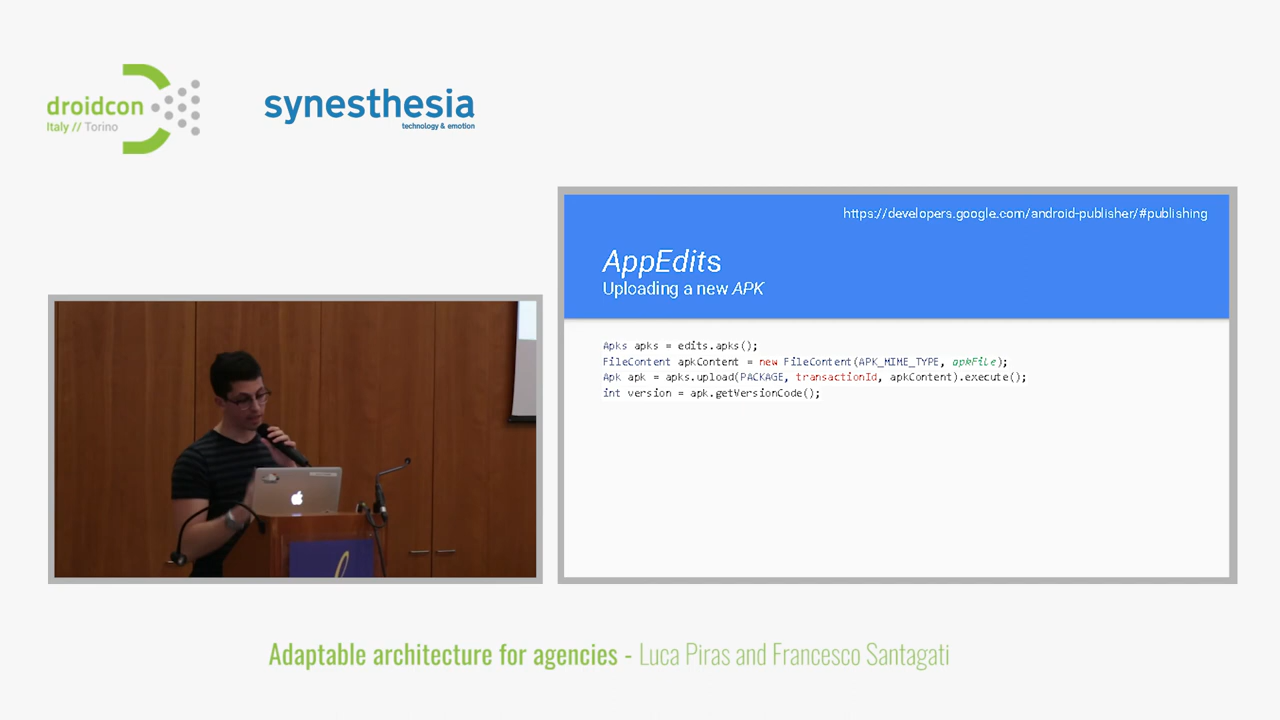 droidcon
Italy // Torino
synesthesia
technology & emotion
https://developers.google.com/android-publisher/#publishing
AppEdits
Uploading a new APK
Apks apks = edits.apks();
FileContent apkContent = new FileContent(APK_MIME_TYPE, apkFile);
Apk apk = apks.upload(PACKAGE, transactionId, apkContent).execute();
int version = apk.getVersionCode();
Adaptable architecture for agencies - Luca Piras and Francesco Santagati